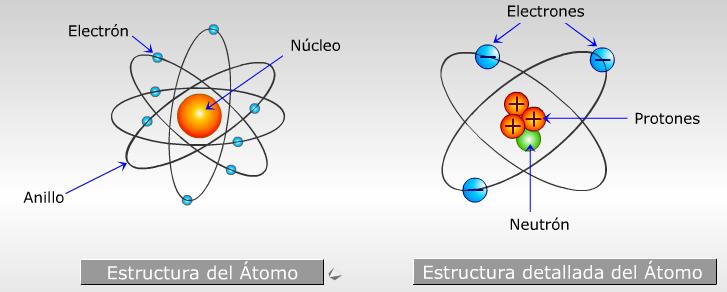 Electrón
Núcleo
Anillo
Estructura del Átomo
Electrones
Protones
Neutrón
Estructura detallada del Átomo